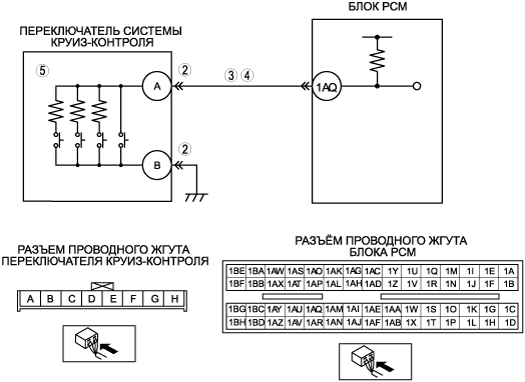 ПЕРЕКЛЮЧАТЕЛЬ СИСТЕМЫ
КРУИЗ-КОНТРОЛЯ
БЛОК PCM
5
A
2
3 4
1AQ
B
2
РАЗЪЕМ ПРОВОДНОГО ЖГУТА
ПЕРЕКЛЮЧАТЕЛЯ КРУИЗ-КОНТРОЛЯ
A B C D E F G H
РАЗЪЁМ ПРОВОДНОГО ЖГУТА
БЛОКА PCM
1BE 1BA 1AW 1AS 1AO 1AK 1AG 1AC 1Y 1U 1Q 1M 1I 1E 1A
1BF 1BB 1AX 1AT 1AP 1AL 1AH 1AD 1Z 1V 1R 1N 1J 1F 1B
1BG 1BC 1AY 1AU 1AQ 1AM 1AI 1AE 1AA 1W 1S 1O 1K 1G 1C
1BH 1BD 1AZ 1AV 1AR 1AN 1AJ 1AF 1AB 1X 1T 1P 1L 1H 1D